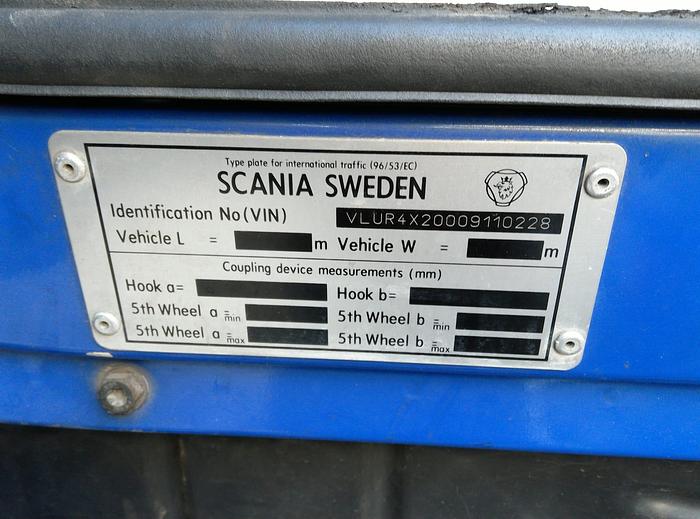 Type plate for international traffic (96/53/EC)
SCANIA SWEDEN
Identification No(VIN) VLUR4X20009110228
Vehicle L = m Vehicle W = m
Coupling device measurements (mm)
Hook a= Hook b=
5th Wheel a min = 5th Wheel b min =
5th Wheel a max = 5th Wheel b max =